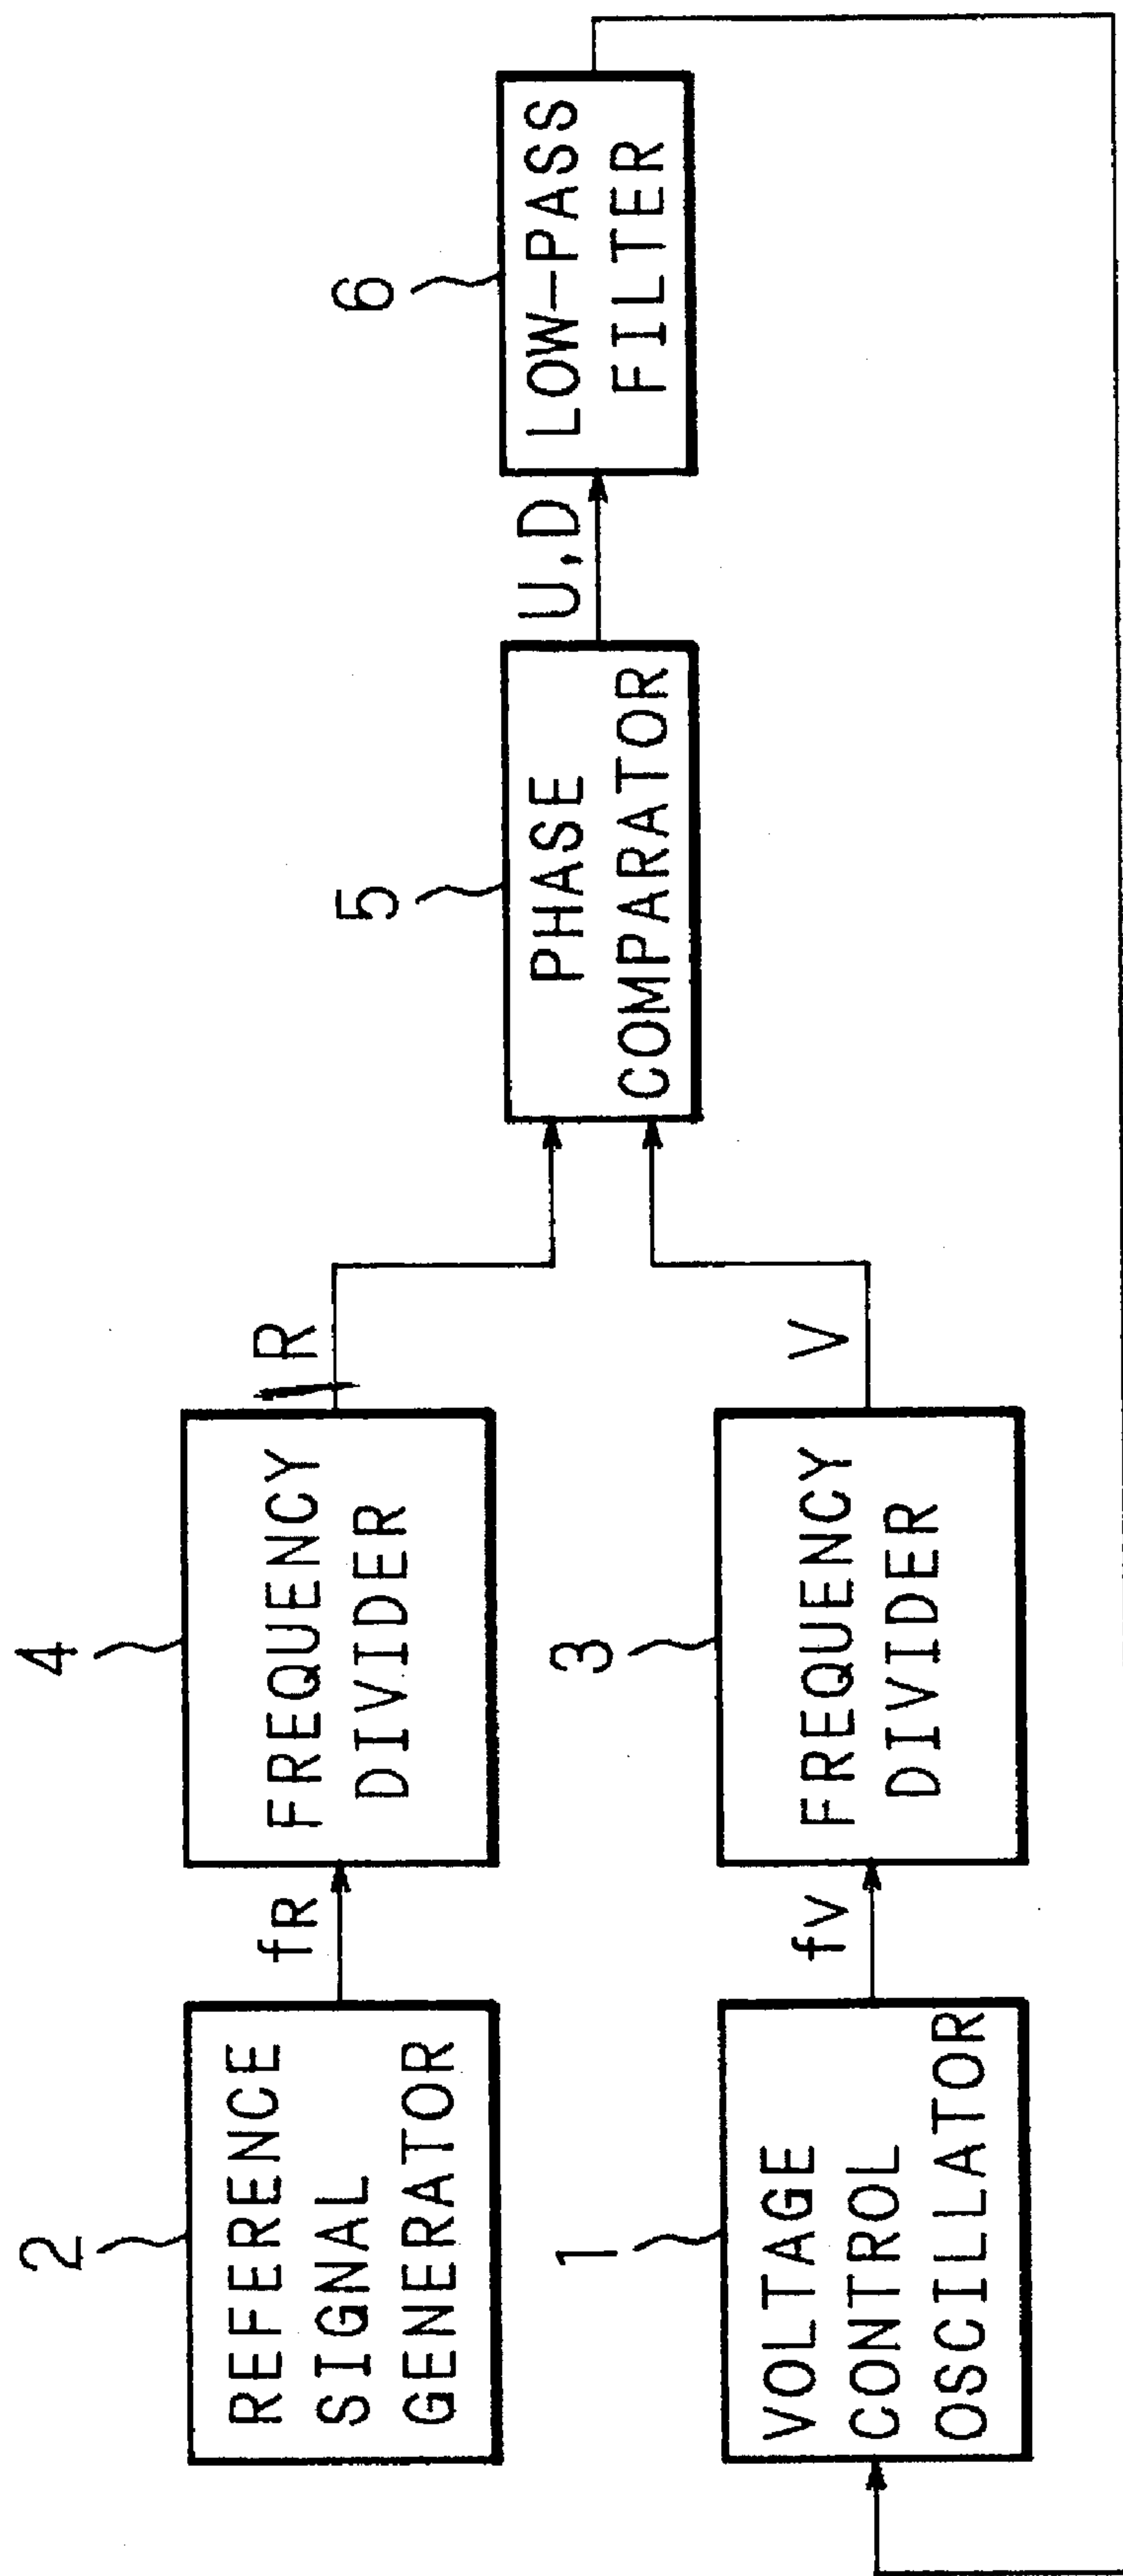 2
REFERENCE
SIGNAL
GENERATOR
fR
4
FREQUENCY
DIVIDER
R
1
VOLTAGE
CONTROL
OSCILLATOR
fV
3
FREQUENCY
DIVIDER
V
5
PHASE
COMPARATOR
U,D
6
LOW-PASS
FILTER